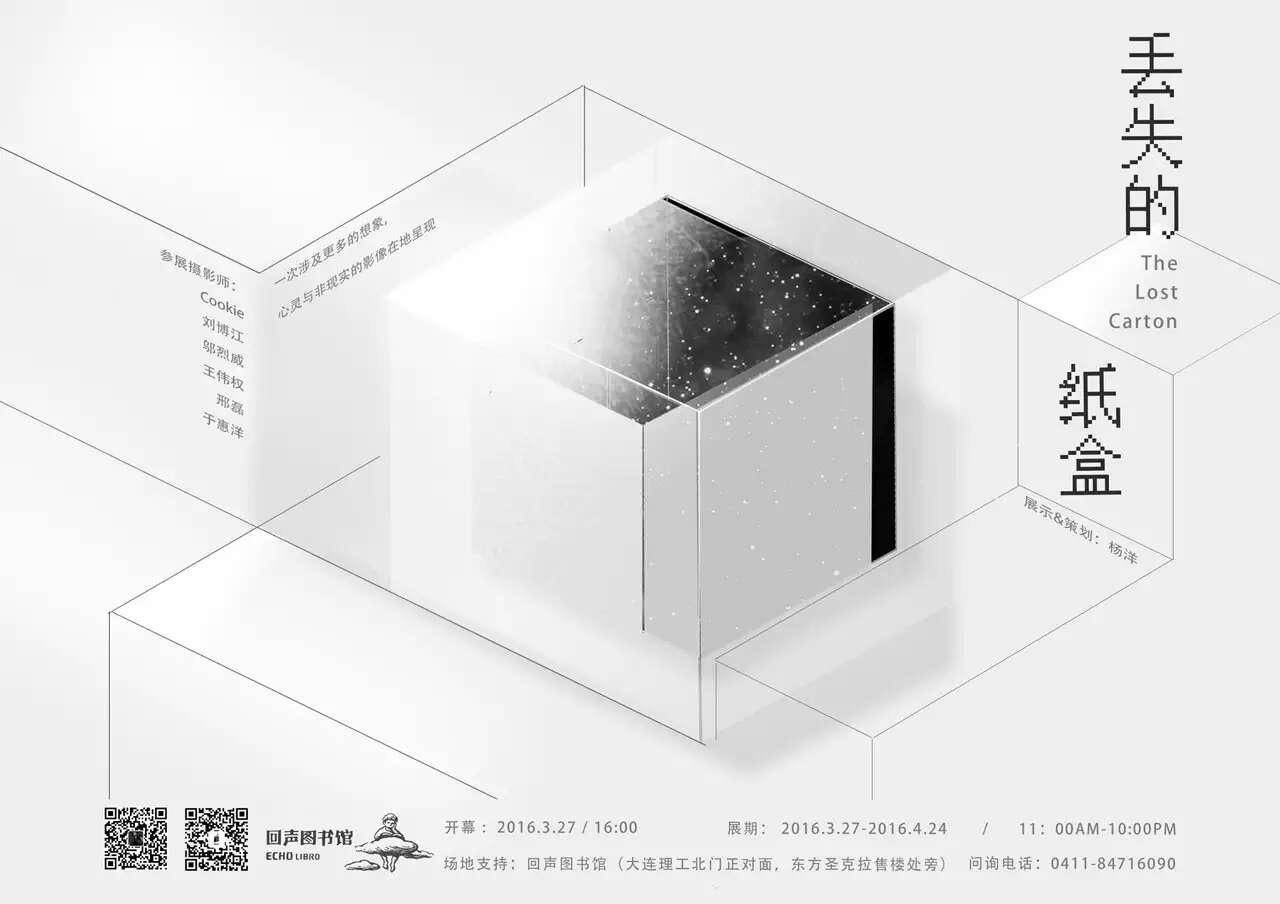 丢失的
The
Lost
Carton
纸盒
展示&策划：杨洋
一次涉及更多的想象，
心灵与非现实的影像在地呈现
参展摄影师：
Cookie
刘博江
邬烈威
王伟权
邢磊
于惠洋
回声图书馆
ECHO LIBRO
开幕：2016.3.27 / 16:00
展期： 2016.3.27-2016.4.24 / 11：00AM-10:00PM
场地支持：回声图书馆（大连理工北门正对面，东方圣克拉售楼处旁） 问询电话：0411-84716090